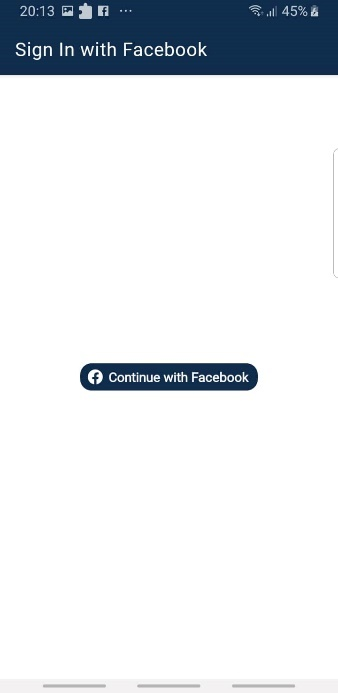 20:13 ... 45%
Sign In with Facebook
Continue with Facebook